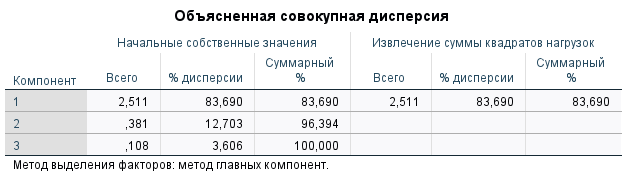 Объясненная совокупная дисперсия
Начальные собственные значения Извлечение суммы квадратов нагрузок
Компонент Всего % дисперсии Суммарный % Всего % дисперсии Суммарный %
1 2,511 83,690 83,690 2,511 83,690 83,690
2 ,381 12,703 96,394
3 ,108 3,606 100,000
Метод выделения факторов: метод главных компонент.